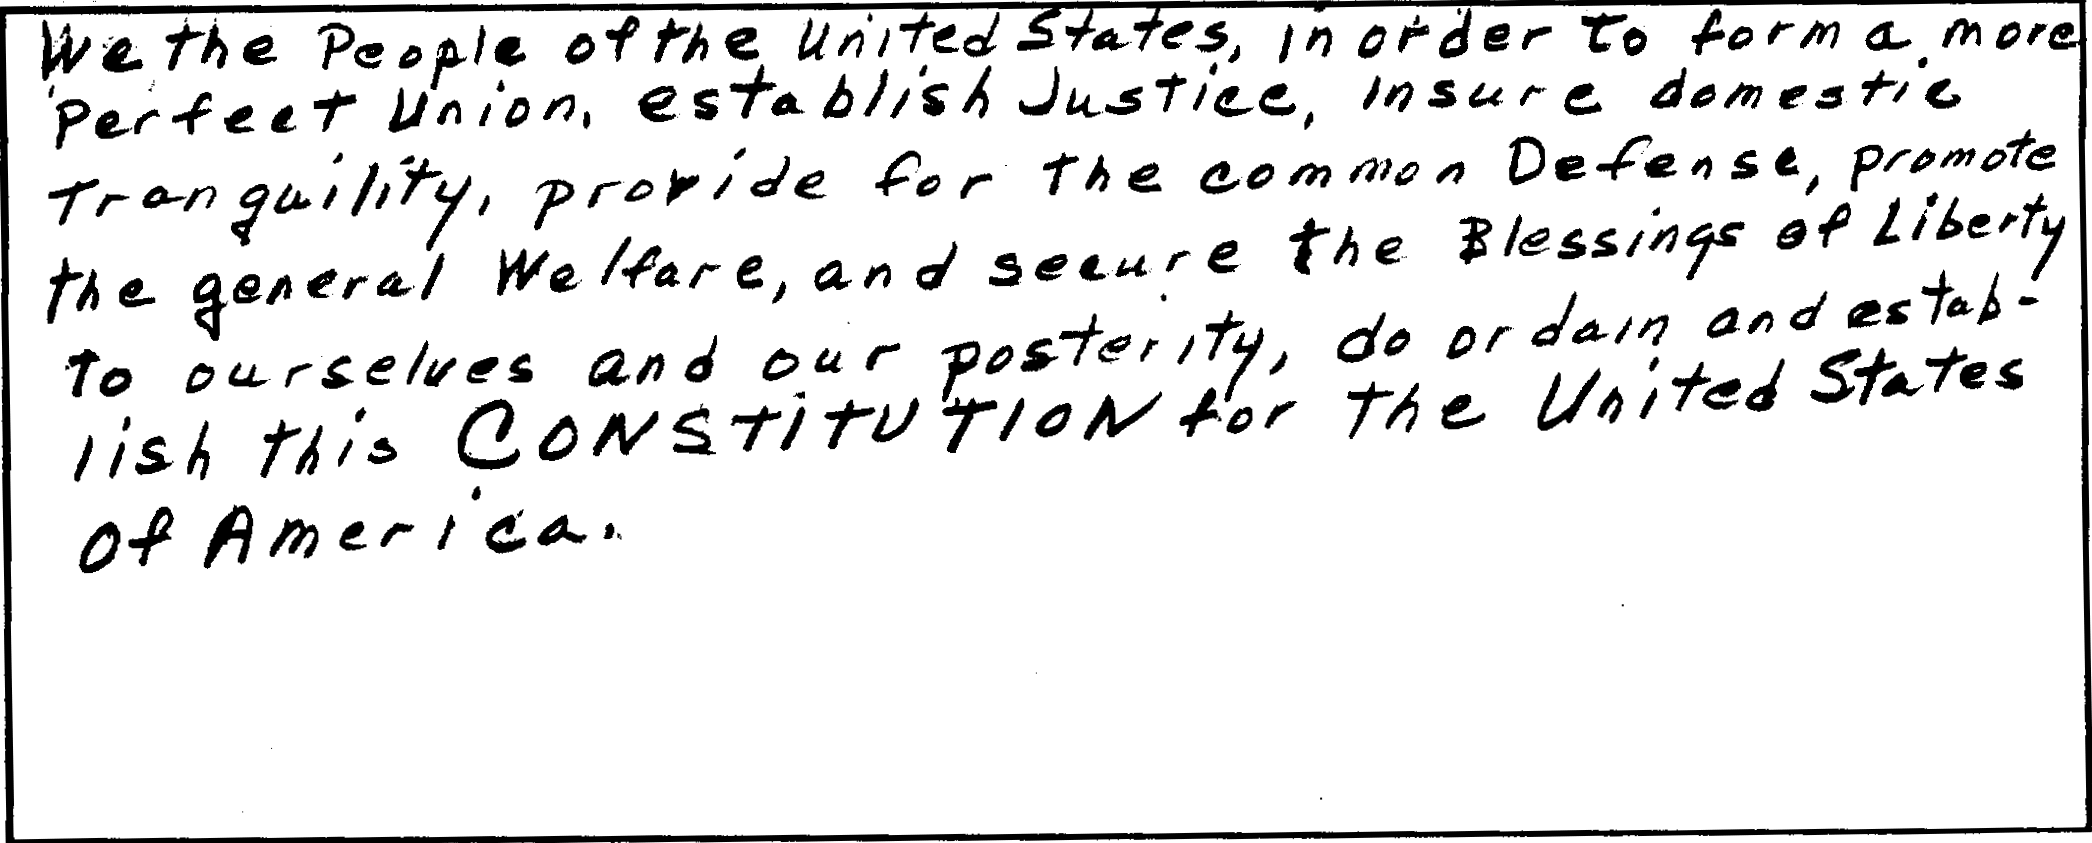 We the People of the United States, in order to form a more
Perfect Union, establish Justice, insure domestic
Tranquility, provide for the common Defense, promote
the general Welfare, and secure the Blessings of Liberty
to ourselves and our posterity, do ordain and estab-
lish this CONSTITUTION for the United States
of America.